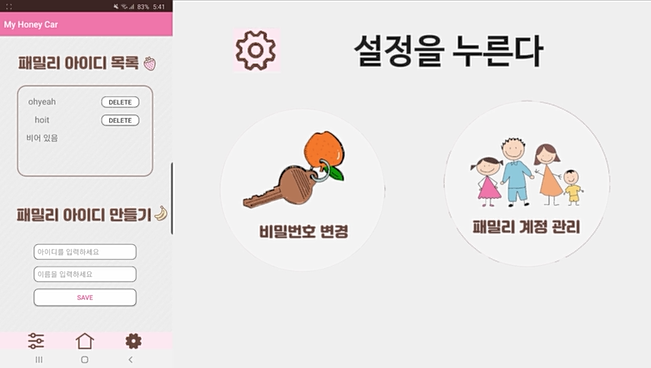 83% 5:41
My Honey Car
패밀리 아이디 목록
ohyeah DELETE
hoit DELETE
비어 있음
패밀리 아이디 만들기
아이디를 입력하세요
이름을 입력하세요
SAVE
설정을 누른다
비밀번호 변경
패밀리 계정 관리